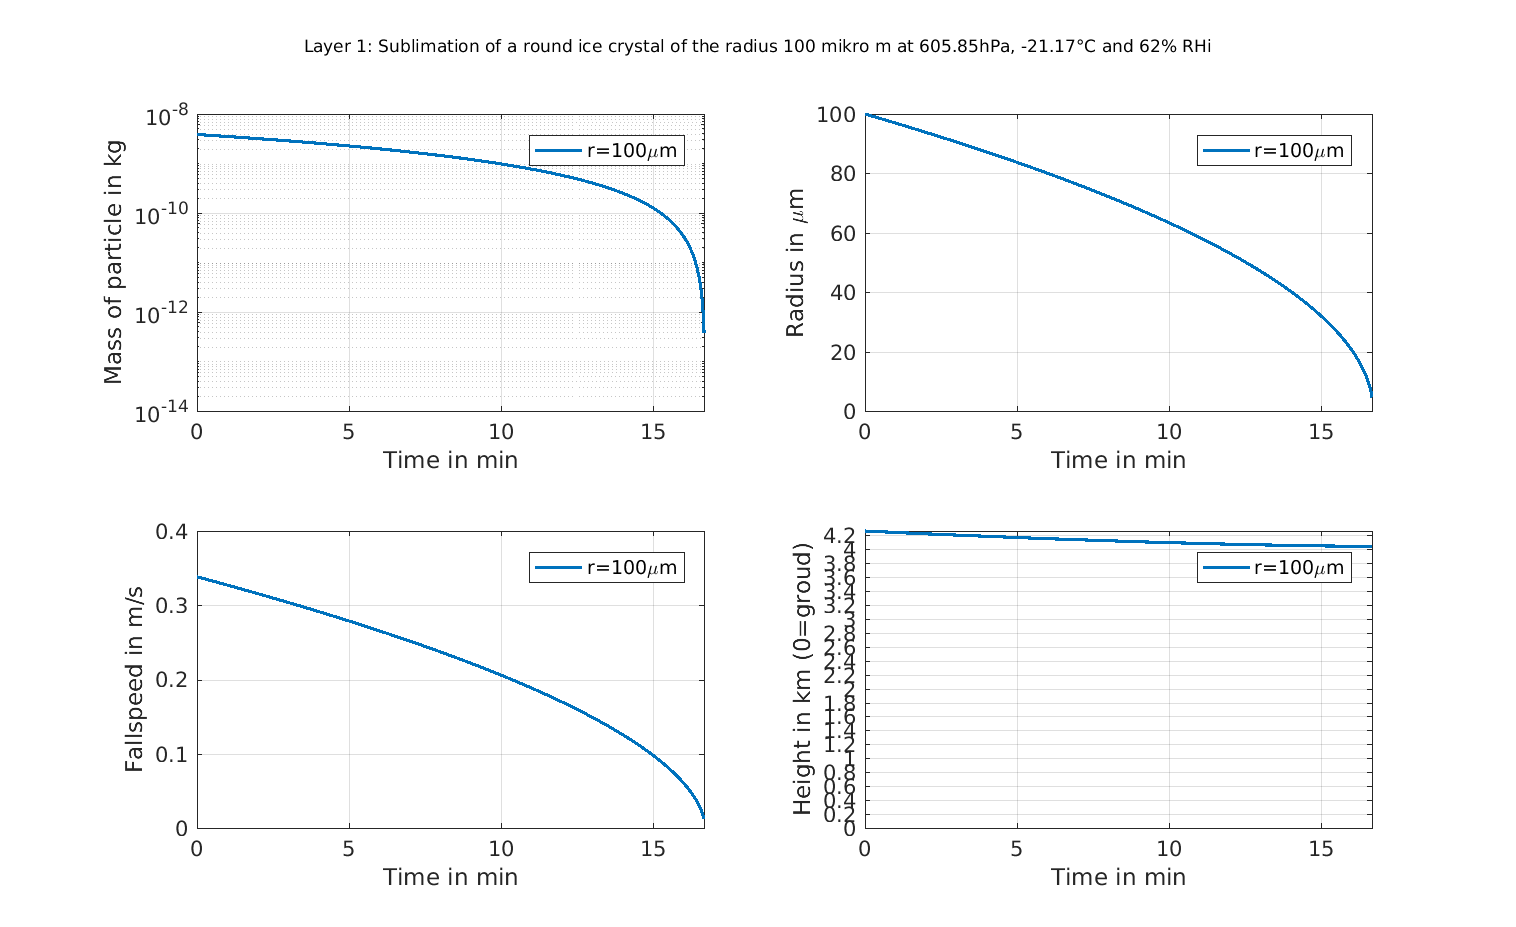 Layer 1: Sublimation of a round ice crystal of the radius 100 mikro m at 605.85hPa, -21.17°C and 62% RHi
Mass of particle in kg
10^-8
10^-10
10^-12
10^-14
r=100μm
0 5 10 15
Time in min
Radius in μm
100
80
60
40
20
0
r=100μm
0 5 10 15
Time in min
Fallspeed in m/s
0.4
0.3
0.2
0.1
0
r=100μm
0 5 10 15
Time in min
Height in km (0=groud)
4.2
4
3.8
3.6
3.4
3.2
3
2.8
2.6
2.4
2.2
2
1.8
1.6
1.4
1.2
1
0.8
0.6
0.4
0.2
0
r=100μm
0 5 10 15
Time in min